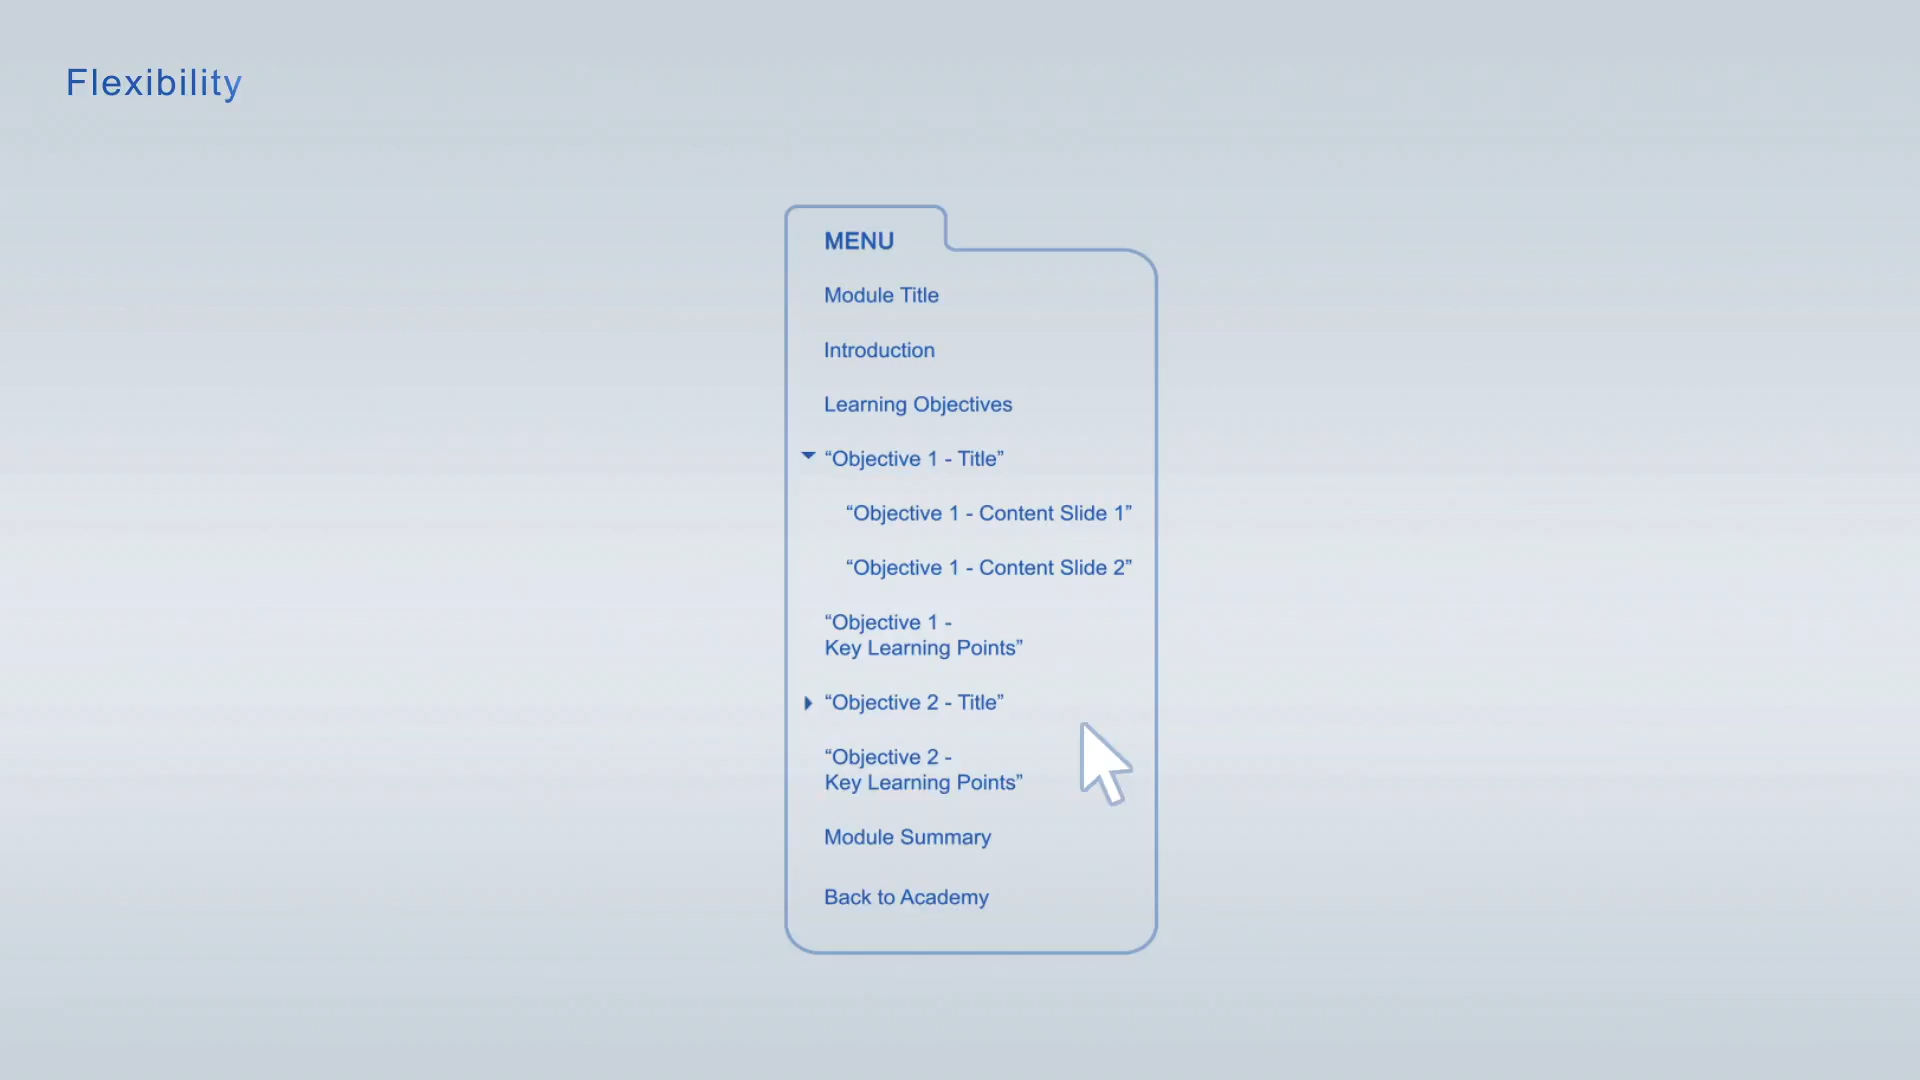 Flexibility
MENU
Module Title
Introduction
Learning Objectives
“Objective 1 - Title”
“Objective 1 - Content Slide 1”
“Objective 1 - Content Slide 2”
“Objective 1 -
Key Learning Points”
“Objective 2 - Title”
“Objective 2 -
Key Learning Points”
Module Summary
Back to Academy